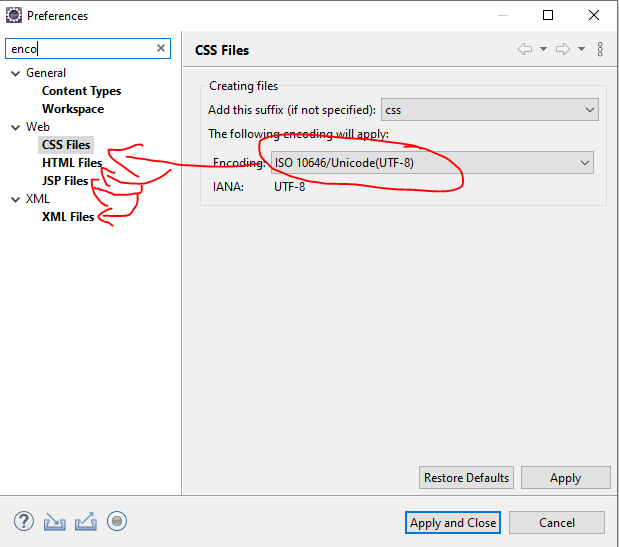 Preferences
enco
General
Content Types
Workspace
Web
CSS Files
HTML Files
JSP Files
XML
XML Files
CSS Files
Creating files
Add this suffix (if not specified): css
The following encoding will apply:
Encoding: ISO 10646/Unicode(UTF-8)
IANA: UTF-8
Restore Defaults Apply
? Apply and Close Cancel